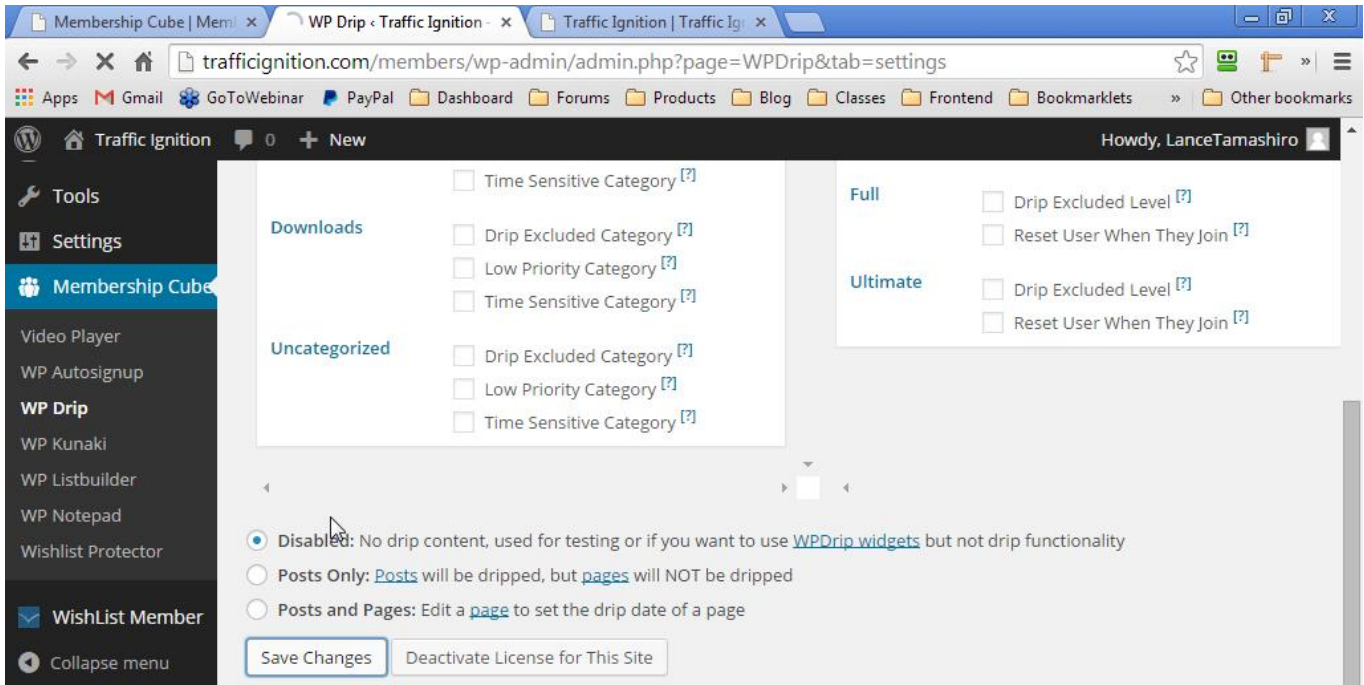 Membership Cube | Mem
WP Drip ‹ Traffic Ignition -
Traffic Ignition | Traffic Ig
trafficignition.com/members/wp-admin/admin.php?page=WPDrip&tab=settings
Apps Gmail GoToWebinar PayPal Dashboard Forums Products Blog Classes Frontend Bookmarklets » Other bookmarks
Traffic Ignition 0 + New Howdy, LanceTamashiro
Tools
Settings
Membership Cube
Video Player
WP Autosignup
WP Drip
WP Kunaki
WP Listbuilder
WP Notepad
Wishlist Protector
WishList Member
Collapse menu
Time Sensitive Category [?]
Downloads
Drip Excluded Category [?]
Low Priority Category [?]
Time Sensitive Category [?]
Uncategorized
Drip Excluded Category [?]
Low Priority Category [?]
Time Sensitive Category [?]
Full
Drip Excluded Level [?]
Reset User When They Join [?]
Ultimate
Drip Excluded Level [?]
Reset User When They Join [?]
Disabled: No drip content, used for testing or if you want to use WPDrip widgets but not drip functionality
Posts Only: Posts will be dripped, but pages will NOT be dripped
Posts and Pages: Edit a page to set the drip date of a page
Save Changes
Deactivate License for This Site